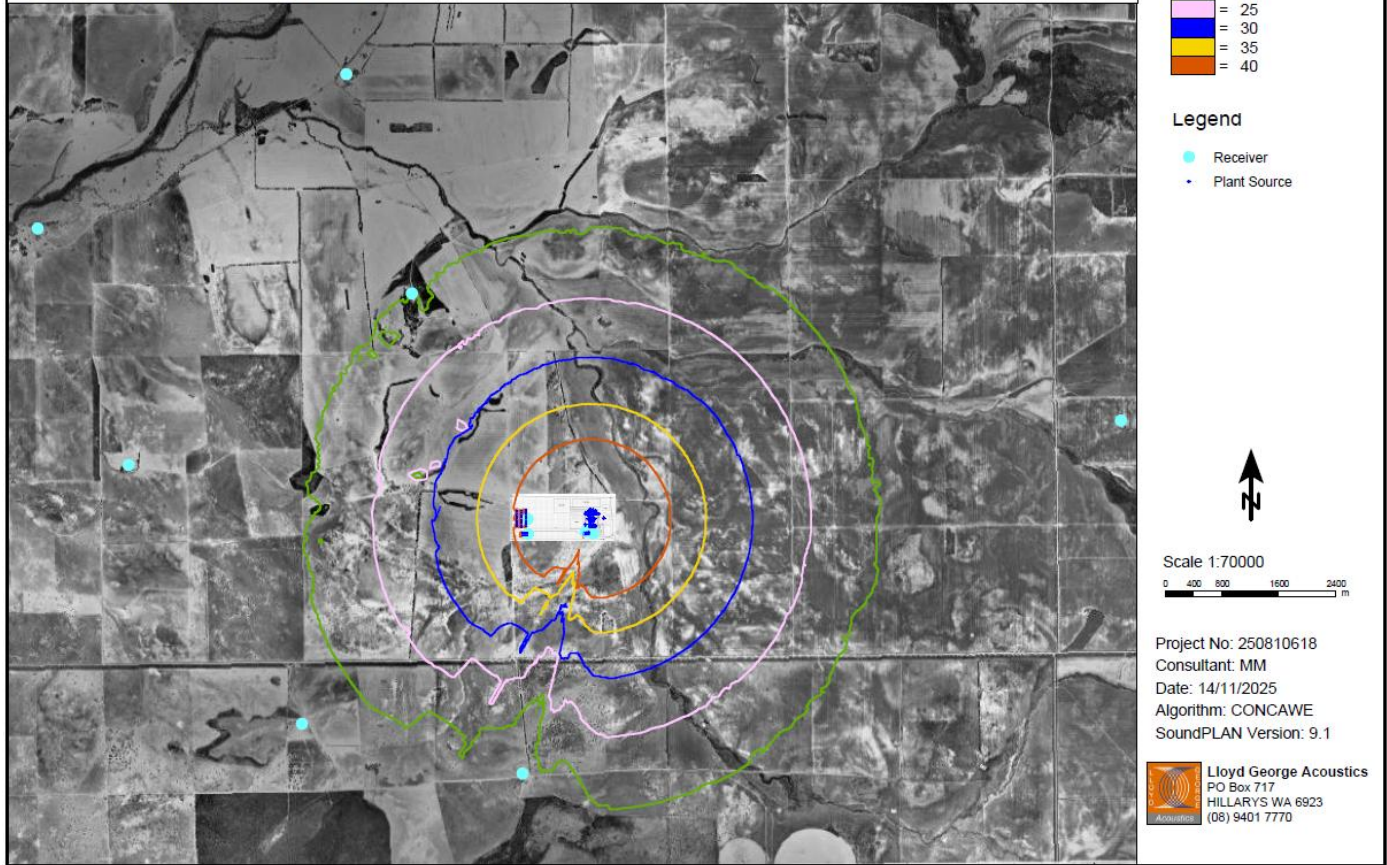 = 25
= 30
= 35
= 40
Legend
Receiver
Plant Source
N
Scale 1:70000
0 400 800 1600 2400
m
Project No: 250810618
Consultant: MM
Date: 14/11/2025
Algorithm: CONCAWE
SoundPLAN Version: 9.1
LLOYD
GEORGE
Acoustics
Lloyd George Acoustics
PO Box 717
HILLARYS WA 6923
(08) 9401 7770